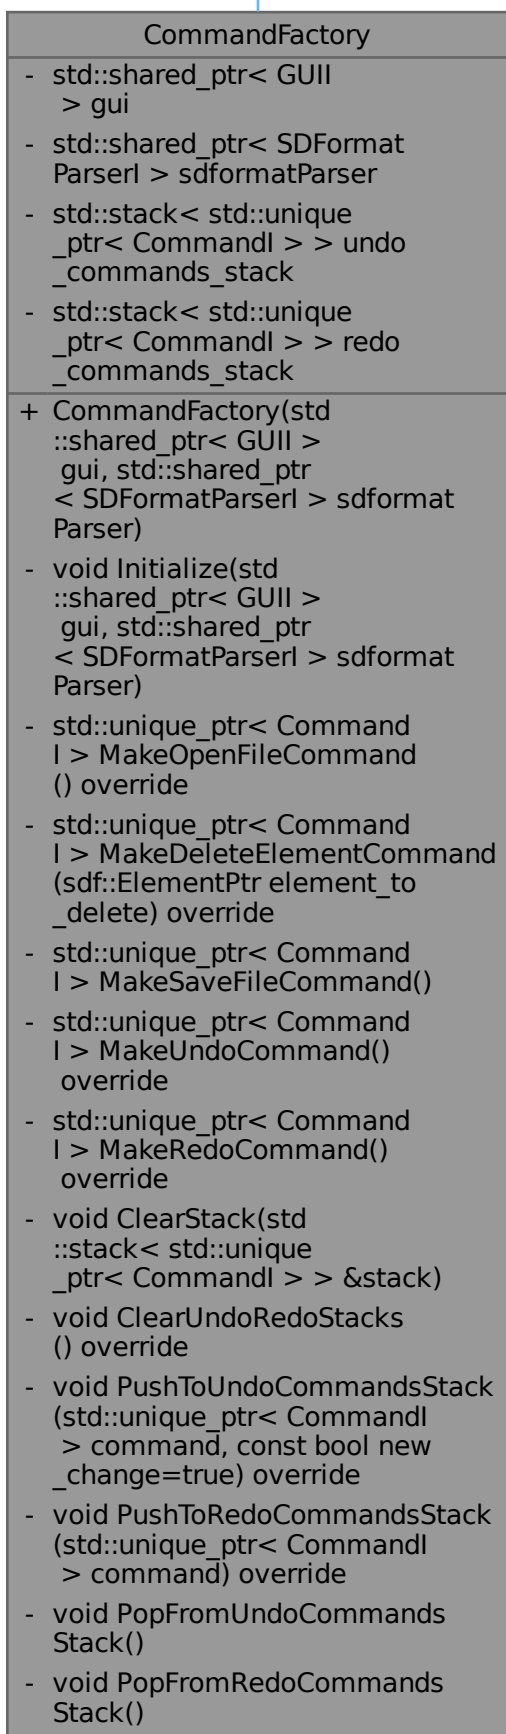 CommandFactory
- std::shared_ptr< GUII
> gui
- std::shared_ptr< SDFormat
ParserI > sdformatParser
- std::stack< std::unique
_ptr< CommandI > > undo
_commands_stack
- std::stack< std::unique
_ptr< CommandI > > redo
_commands_stack
+ CommandFactory(std
::shared_ptr< GUII >
gui, std::shared_ptr
< SDFormatParserI > sdformat
Parser)
- void Initialize(std
::shared_ptr< GUII >
gui, std::shared_ptr
< SDFormatParserI > sdformat
Parser)
- std::unique_ptr< Command
I > MakeOpenFileCommand
() override
- std::unique_ptr< Command
I > MakeDeleteElementCommand
(sdf::ElementPtr element_to
_delete) override
- std::unique_ptr< Command
I > MakeSaveFileCommand()
- std::unique_ptr< Command
I > MakeUndoCommand()
override
- std::unique_ptr< Command
I > MakeRedoCommand()
override
- void ClearStack(std
::stack< std::unique
_ptr< CommandI > > &stack)
- void ClearUndoRedoStacks
() override
- void PushToUndoCommandsStack
(std::unique_ptr< CommandI
> command, const bool new
_change=true) override
- void PushToRedoCommandsStack
(std::unique_ptr< CommandI
> command) override
- void PopFromUndoCommands
Stack()
- void PopFromRedoCommands
Stack()